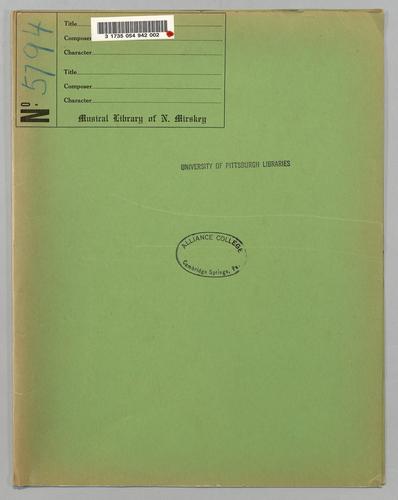 No. 5794
Title
3 1735 054 942 002
Composer
Character
Title
Composer
Character
Musical Library of N. Mirskey
UNIVERSITY OF PITTSBURGH LIBRARIES
ALLIANCE COLLEGE
Cambridge Springs, Pa.